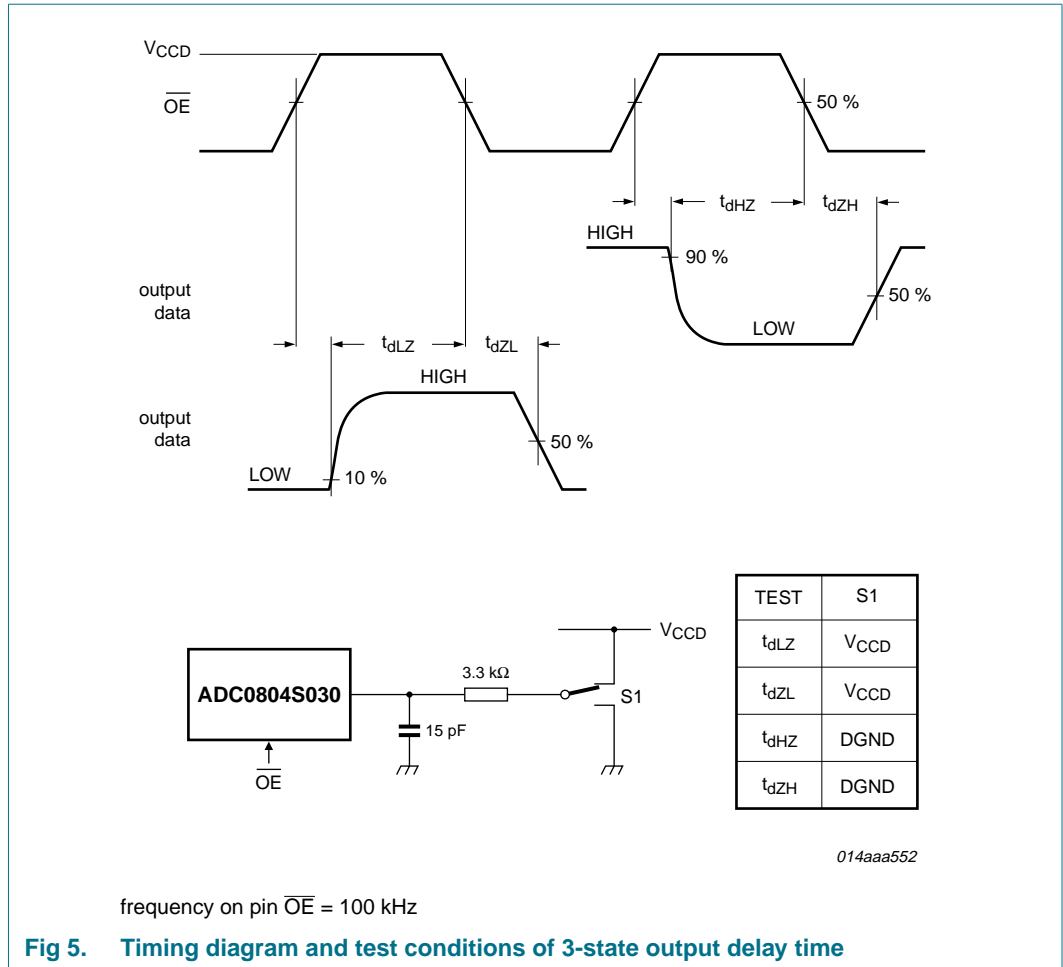 VCCD
OE
50 %
tdHZ
tdZH
HIGH
90 %
output
data
50 %
LOW
tdLZ
tdZL
HIGH
output
data
50 %
LOW
10 %
TEST S1
tdLZ VCCD
tdZL VCCD
tdHZ DGND
tdZH DGND
VCCD
3.3 kΩ
ADC0804S030
S1
15 pF
OE
014aaa552
frequency on pin OE = 100 kHz
Fig 5. Timing diagram and test conditions of 3-state output delay time